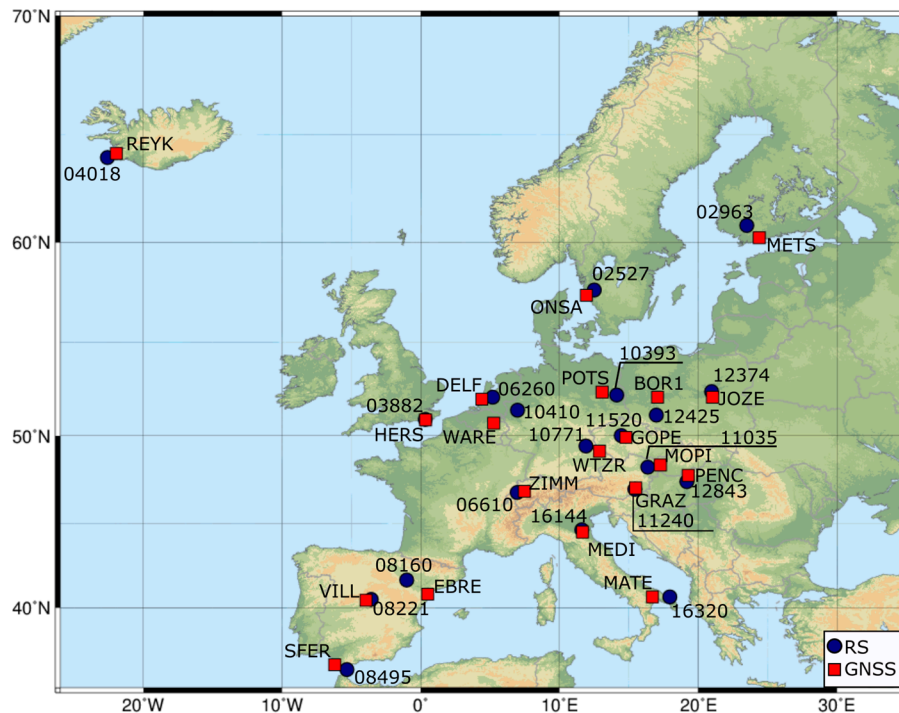 70˚N
REYK
04018
02963
60˚N
METS
02527
ONSA
10393
DELF
06260
POTS
BOR1
12374
JOZE
03882
10410
11520
12425
HERS
WARE
10771
GOPE
11035
50˚N
WTZR
MOPI
PENC
ZIMM
12843
06610
GRAZ
16144
11240
MEDI
08160
VILL
EBRE
MATE
08221
16320
40˚N
SFER
08495
RS
GNSS
20˚W
10˚W
0˚
10˚E
20˚E
30˚E